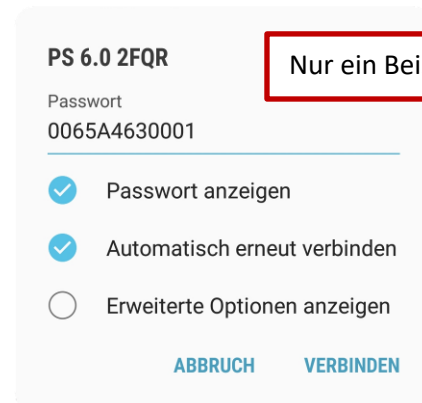 PS 6.0 2FQR
Nur ein Bei
Passwort
0065A4630001
Passwort anzeigen
Automatisch erneut verbinden
Erweiterte Optionen anzeigen
ABBRUCH VERBINDEN